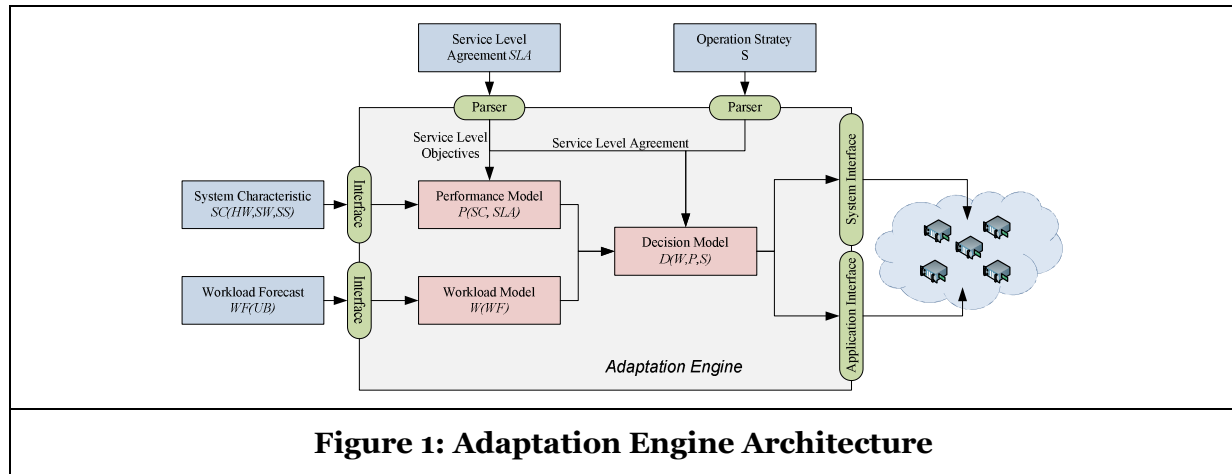 Service Level
Agreement SLA
Operation Stratey
S
Parser
Parser
Service Level
Objectives
Service Level Agreement
Interface
System Interface
System Characteristic
SC(HW,SW,SS)
Performance Model
P(SC, SLA)
Decision Model
D(W,P,S)
Interface
Application Interface
Workload Forecast
WF(UB)
Workload Model
W(WF)
Adaptation Engine
Figure 1: Adaptation Engine Architecture